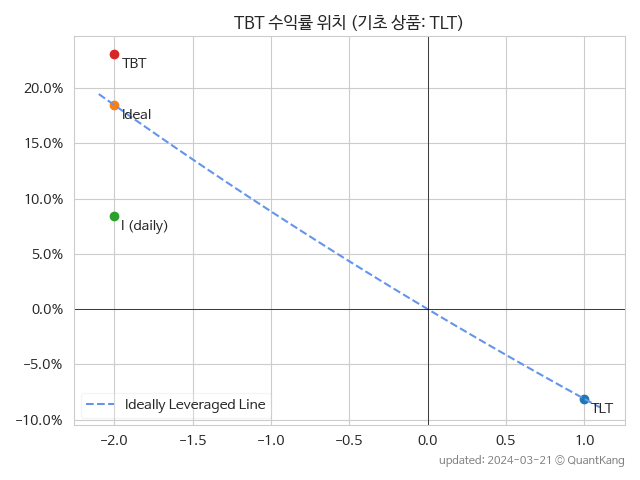 TBT 수익률 위치 (기초 상품: TLT)
20.0%
15.0%
10.0%
5.0%
0.0%
−5.0%
−10.0%
TBT
Ideal
I (daily)
TLT
Ideally Leveraged Line
−2.0 −1.5 −1.0 −0.5 0.0 0.5 1.0
updated: 2024-03-21 © QuantKang